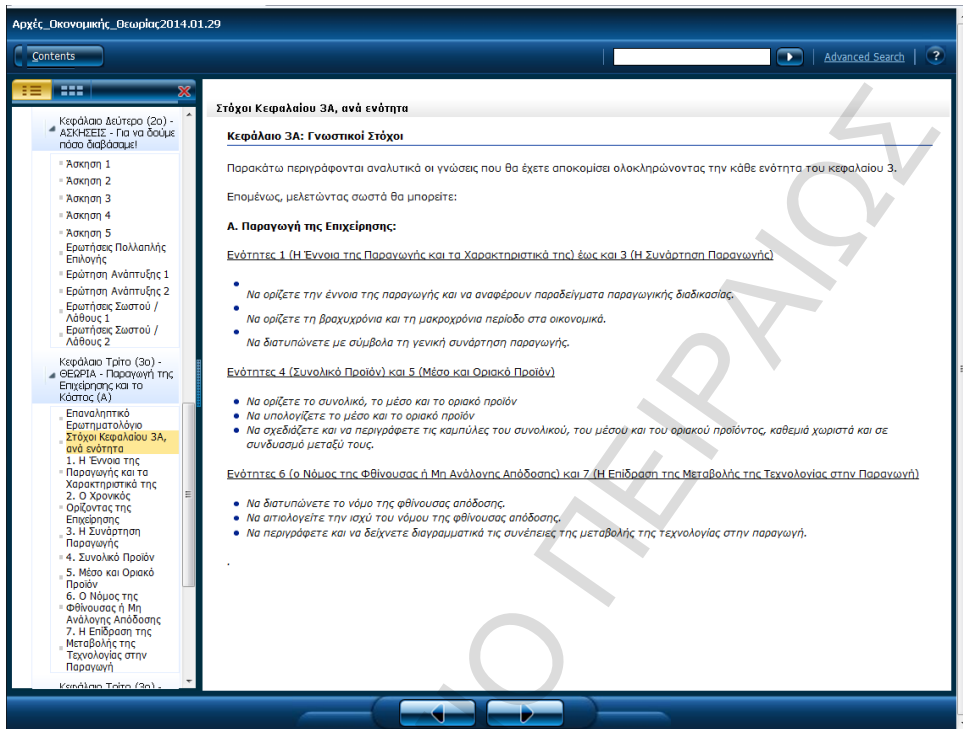 Αρχές_Οκονομικής_Θεωρίας2014.01.29
Contents
Advanced Search
?
Κεφάλαιο Δεύτερο (2ο) -
ΑΣΚΗΣΕΙΣ - Για να δούμε
πόσο διαβάσαμε!
Άσκηση 1
Άσκηση 2
Άσκηση 3
Άσκηση 4
Άσκηση 5
Ερωτήσεις Πολλαπλής
Επιλογής
Ερώτηση Ανάπτυξης 1
Ερώτηση Ανάπτυξης 2
Ερωτήσεις Σωστού /
Λάθους 1
Ερωτήσεις Σωστού /
Λάθους 2
Κεφάλαιο Τρίτο (3ο) -
ΘΕΩΡΙΑ - Παραγωγή της
Επιχείρησης και το
Κόστος (Α)
Επαναληπτικό
Ερωτηματολόγιο
Στόχοι Κεφαλαίου 3Α,
ανά ενότητα
1. Η Έννοια της
Παραγωγής και τα
Χαρακτηριστικά της
2. Ο Χρονικός
Ορίζοντας της
Επιχείρησης
3. Η Συνάρτηση
Παραγωγής
4. Συνολικό Προϊόν
5. Μέσο και Οριακό
Προϊόν
6. Ο Νόμος της
Φθίνουσας ή Μη
Ανάλογης Απόδοσης
7. Η Επίδραση της
Μεταβολής της
Τεχνολογίας στην
Παραγωγή
Κεφάλαιο Τρίτο (3ο) -
Στόχοι Κεφαλαίου 3Α, ανά ενότητα
Κεφάλαιο 3Α: Γνωστικοί Στόχοι
Παρακάτω περιγράφονται αναλυτικά οι γνώσεις που θα έχετε αποκομίσει ολοκληρώνοντας την κάθε ενότητα του κεφαλαίου 3.
Επομένως, μελετώντας σωστά θα μπορείτε:
Α. Παραγωγή της Επιχείρησης:
Ενότητες 1 (Η Έννοια της Παραγωγής και τα Χαρακτηριστικά της) έως και 3 (Η Συνάρτηση Παραγωγής)
Να ορίζετε την έννοια της παραγωγής και να αναφέρουν παραδείγματα παραγωγικής διαδικασίας.
Να ορίζετε τη βραχυχρόνια και τη μακροχρόνια περίοδο στα οικονομικά.
Να διατυπώνετε με σύμβολα τη γενική συνάρτηση παραγωγής.
Ενότητες 4 (Συνολικό Προϊόν) και 5 (Μέσο και Οριακό Προϊόν)
Να ορίζετε το συνολικό, το μέσο και το οριακό προϊόν
Να υπολογίζετε το μέσο και το οριακό προϊόν
Να σχεδιάζετε και να περιγράφετε τις καμπύλες του συνολικού, του μέσου και του οριακού προϊόντος, καθεμιά χωριστά και σε
συνδυασμό μεταξύ τους.
Ενότητες 6 (ο Νόμος της Φθίνουσας ή Μη Ανάλογης Απόδοσης) και 7 (Η Επίδραση της Μεταβολής της Τεχνολογίας στην Παραγωγή)
Να διατυπώνετε το νόμο της φθίνουσας απόδοσης.
Να αιτιολογείτε την ισχύ του νόμου της φθίνουσας απόδοσης.
Να περιγράφετε και να δείχνετε διαγραμματικά τις συνέπειες της μεταβολής της τεχνολογίας στην παραγωγή.
.
ΠΕΙΡΑΙΩΣ